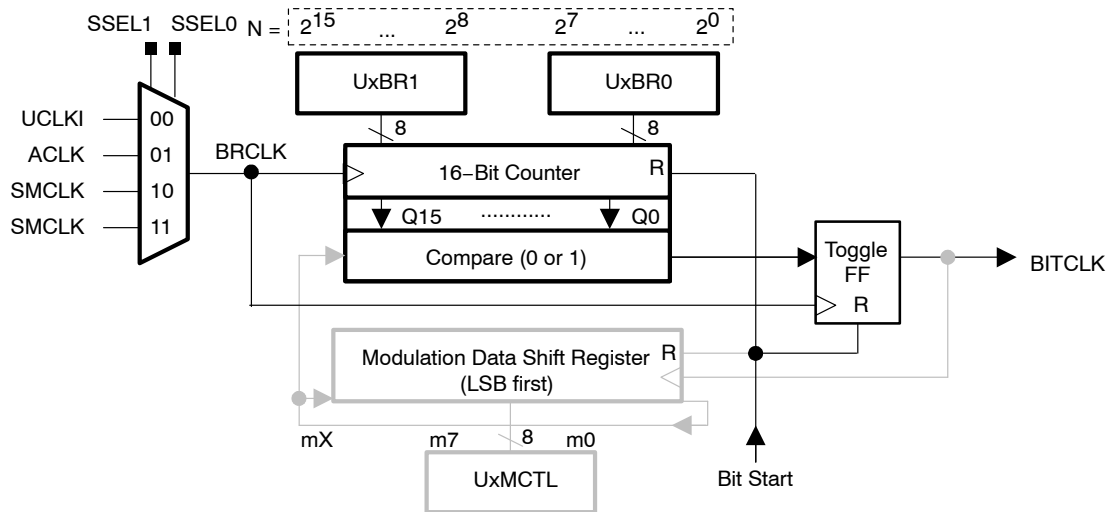 SSEL1 SSEL0 N = 2^15 ... 2^8 2^7 ... 2^0
UxBR1 UxBR0
8 8
UCLKI 00
ACLK 01
SMCLK 10
SMCLK 11
BRCLK
16−Bit Counter R
Q15 ............ Q0
Compare (0 or 1)
Toggle
FF
R
BITCLK
Modulation Data Shift Register R
(LSB first)
mX m7 8 m0
UxMCTL
Bit Start